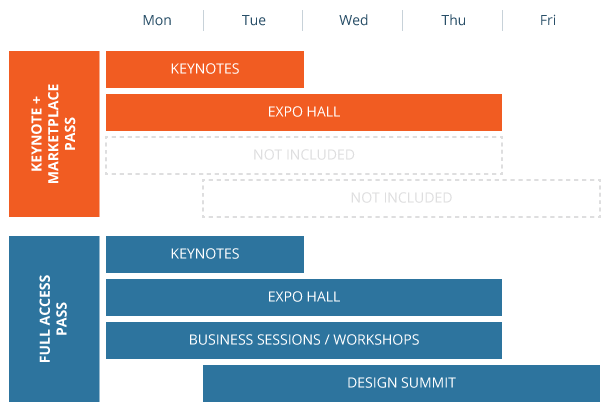 Mon Tue Wed Thu Fri
KEYNOTE +
MARKETPLACE
PASS
KEYNOTES
EXPO HALL
NOT INCLUDED
NOT INCLUDED
FULL ACCESS
PASS
KEYNOTES
EXPO HALL
BUSINESS SESSIONS / WORKSHOPS
DESIGN SUMMIT